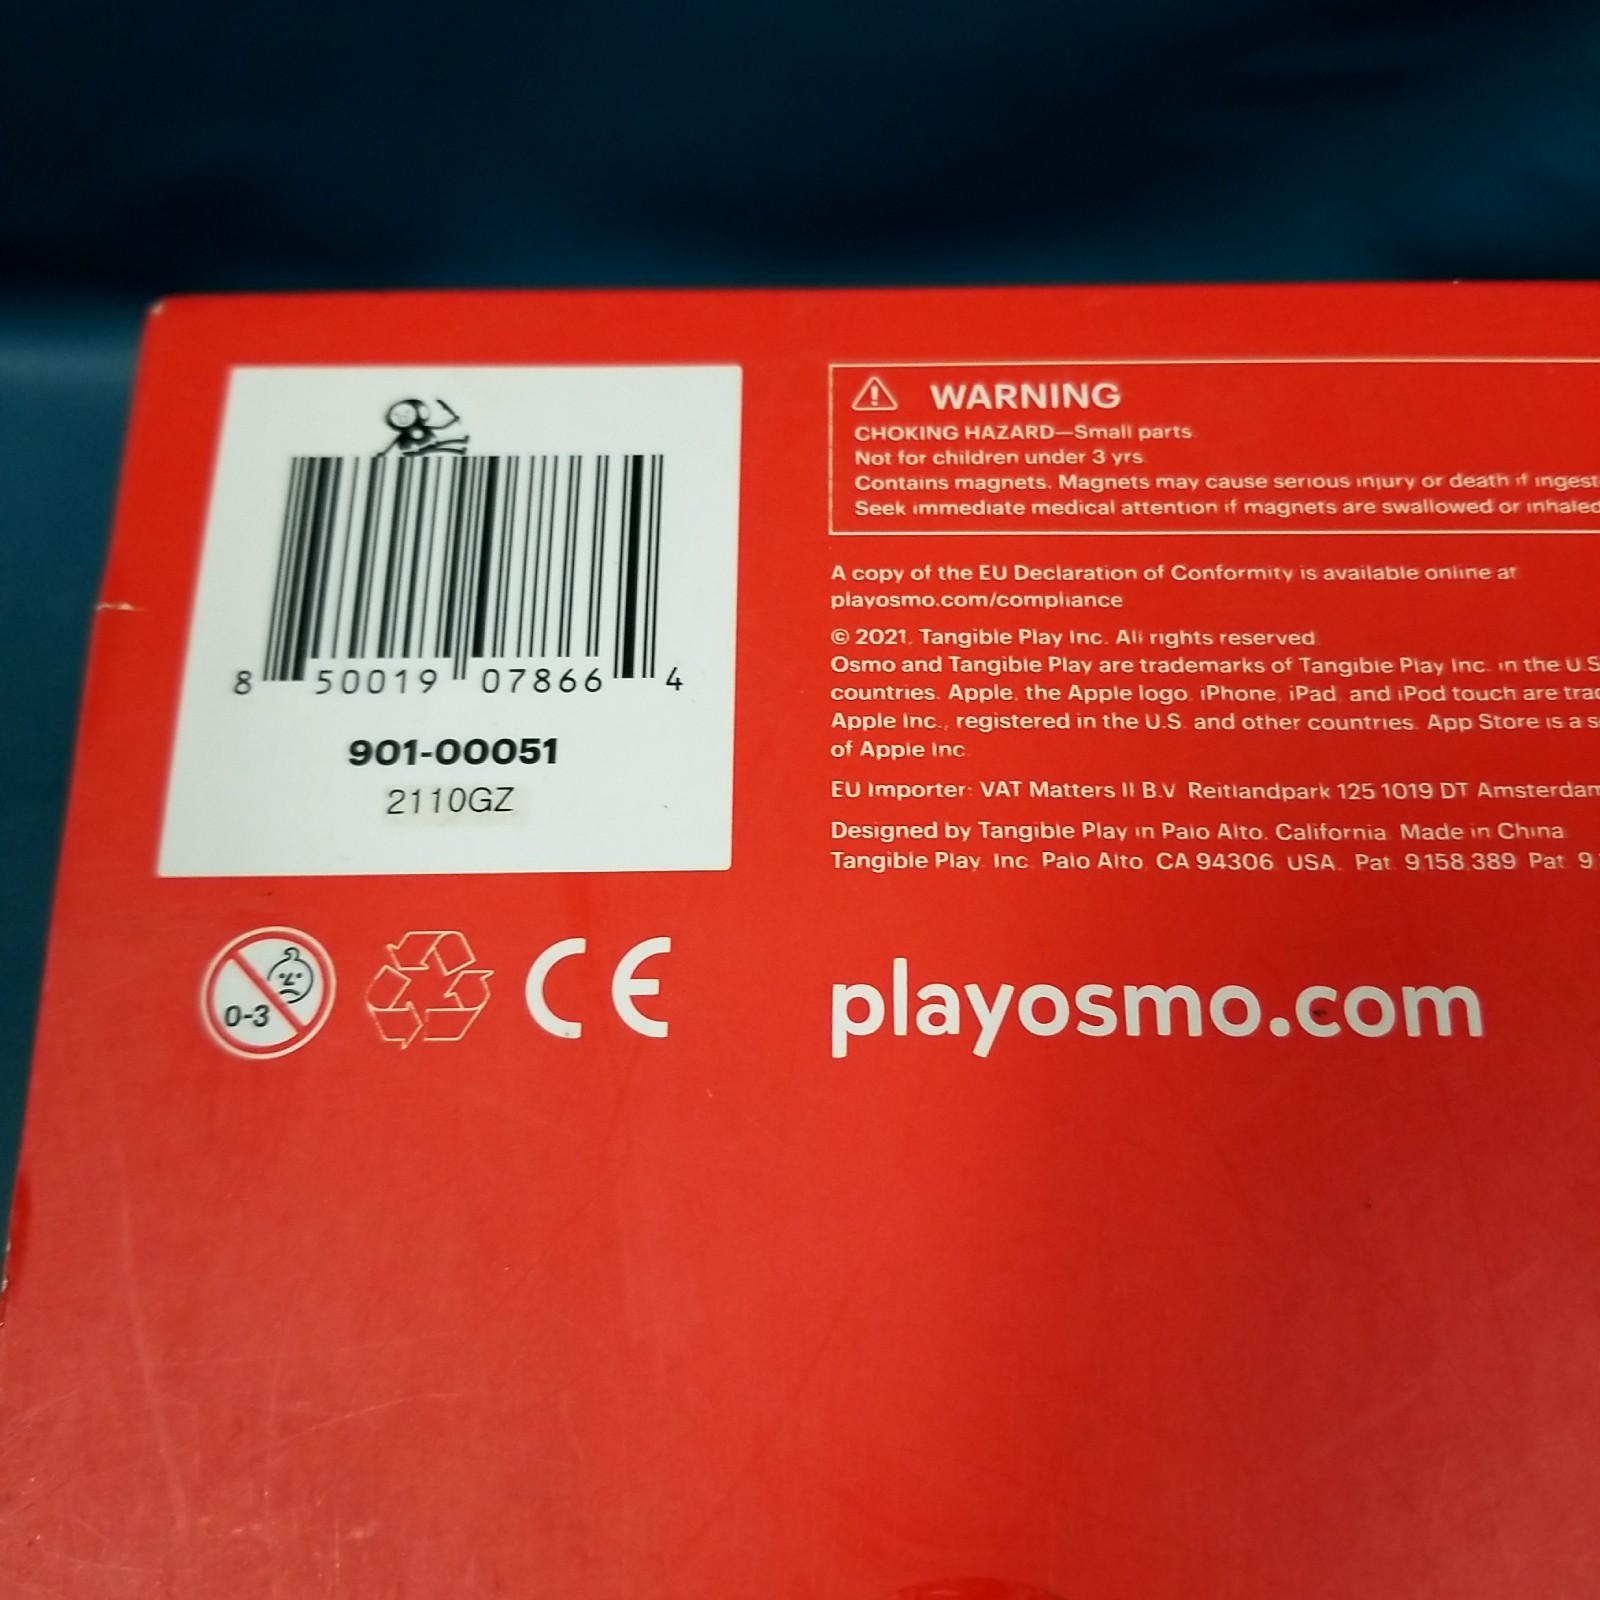 8 50019 07866 4
901-00051
2110GZ
0-3
CE
WARNING
CHOKING HAZARD—Small parts.
Not for children under 3 yrs.
Contains magnets. Magnets may cause serious injury or death if ingest
Seek immediate medical attention if magnets are swallowed or inhaled
A copy of the EU Declaration of Conformity is available online at
playosmo.com/compliance
© 2021, Tangible Play Inc. All rights reserved.
Osmo and Tangible Play are trademarks of Tangible Play Inc. in the U.S
countries. Apple, the Apple logo, iPhone, iPad, and iPod touch are trad
Apple Inc., registered in the U.S. and other countries. App Store is a s
of Apple Inc.
EU Importer: VAT Matters II B.V Reitlandpark 125 1019 DT Amsterdam
Designed by Tangible Play in Palo Alto, California. Made in China
Tangible Play, Inc. Palo Alto, CA 94306, USA. Pat. 9,158,389 Pat. 9
playosmo.com